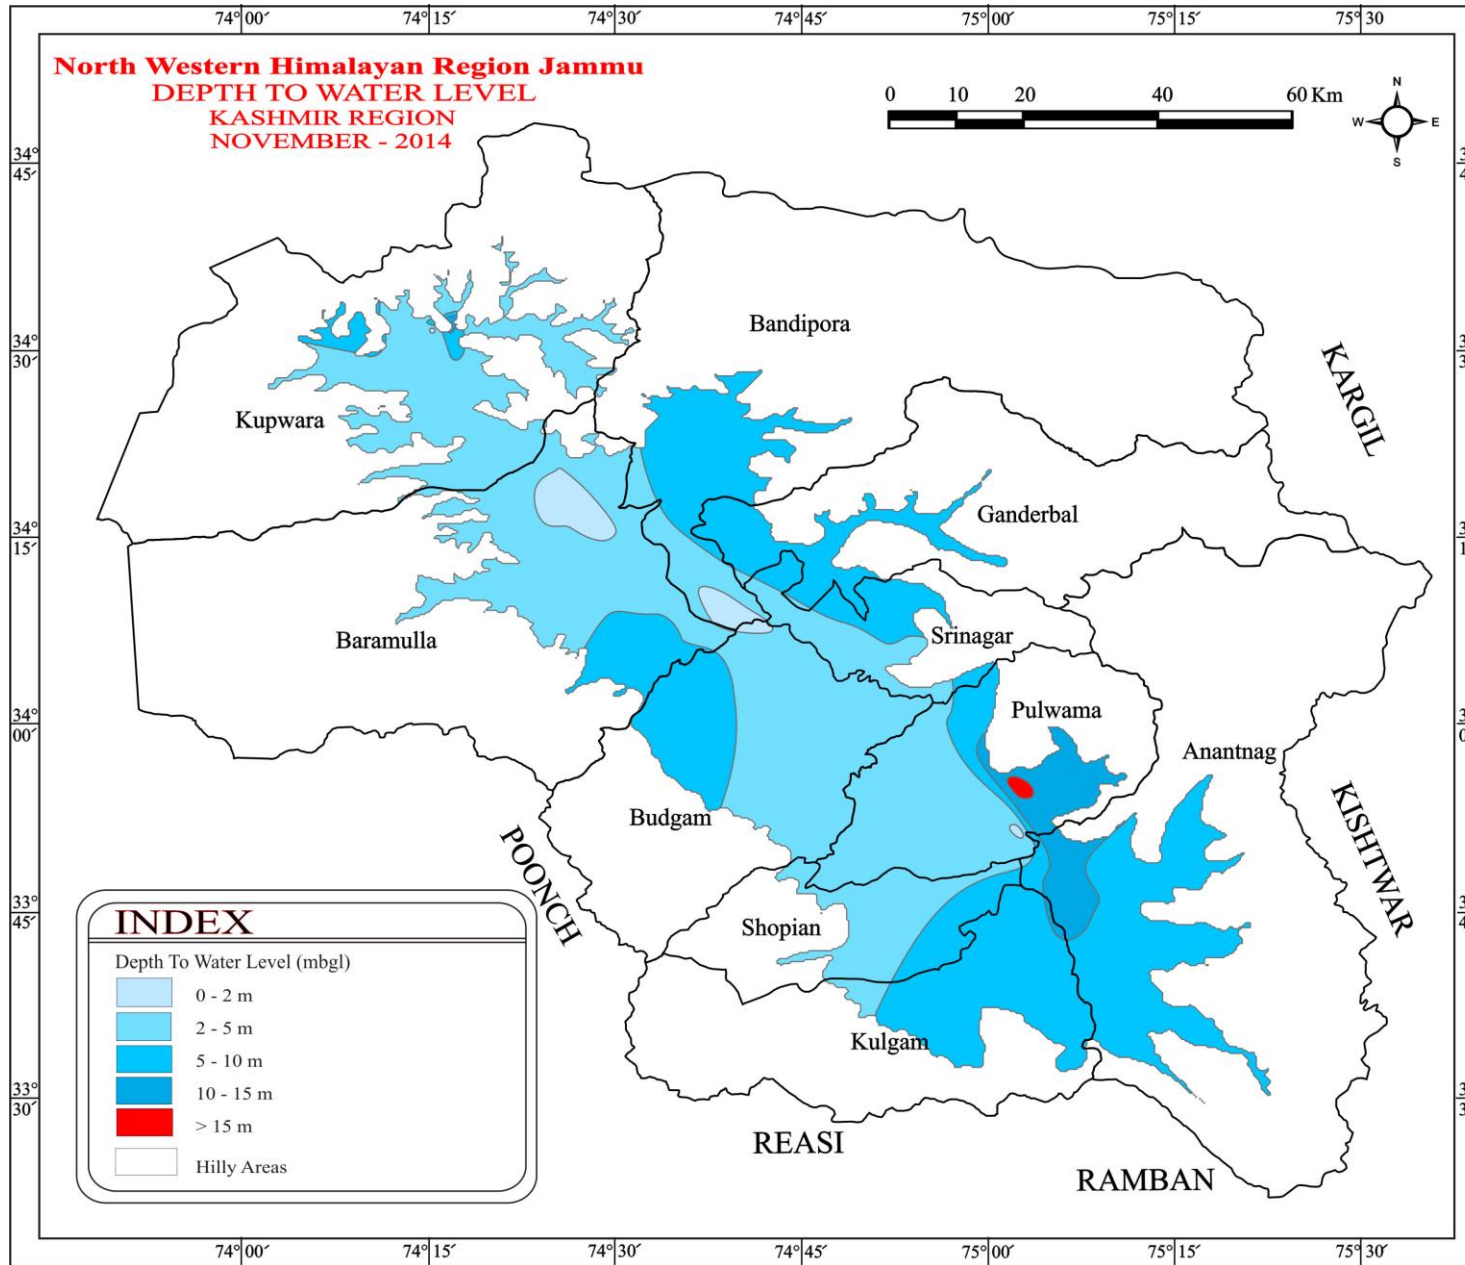 74°00´ 74°15´ 74°30´ 74°45´ 75°00´ 75°15´ 75°30´
North Western Himalayan Region Jammu
DEPTH TO WATER LEVEL
KASHMIR REGION
NOVEMBER - 2014
0 10 20 40 60 Km
N
W E
S
34°
45´
34°
30´
34°
15´
34°
00´
33°
45´
33°
30´
Bandipora
KARGIL
Kupwara
Ganderbal
Baramulla
Srinagar
Pulwama
Anantnag
Budgam
KISHTWAR
POONCH
Shopian
Kulgam
REASI
RAMBAN
INDEX
Depth To Water Level (mbgl)
0 - 2 m
2 - 5 m
5 - 10 m
10 - 15 m
> 15 m
Hilly Areas
74°00´ 74°15´ 74°30´ 74°45´ 75°00´ 75°15´ 75°30´